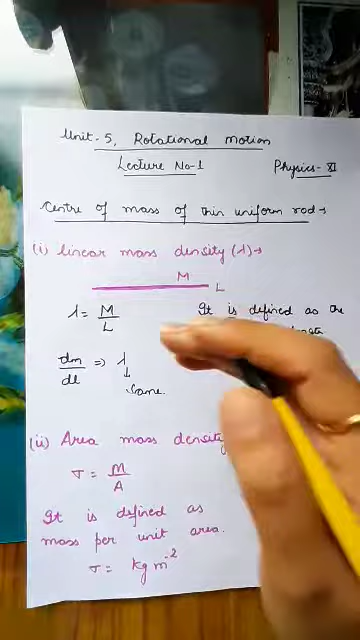 Unit-5, Rotational motion
Lecture No-1
Physics-XI
Centre of mass of thin uniform rod→
(i) linear mass density (λ)→
M
L
λ = M/L
It is defined as the
dm/dl ⇒ λ
↓
Same.
(ii) Area mass density
σ = M/A
It is defined as
mass per unit area.
σ = kg m⁻²